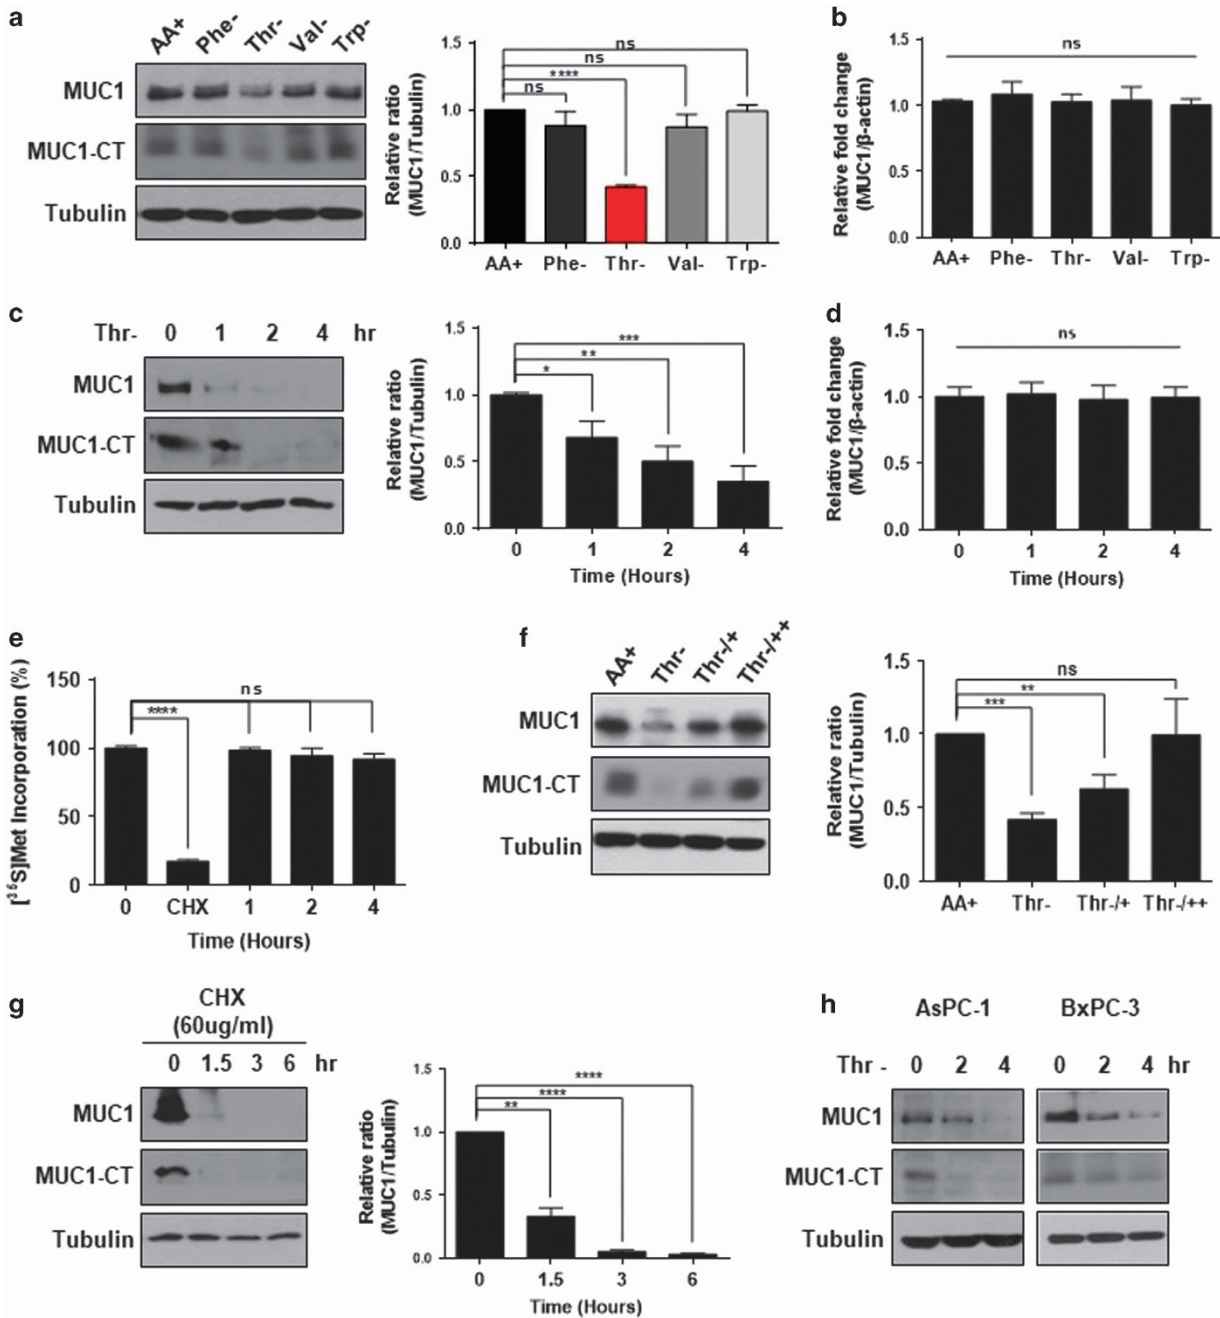 a
AA+ Phe- Thr- Val- Trp-
MUC1
MUC1-CT
Tubulin
Relative ratio
(MUC1/Tubulin)
1.5
1.0
0.5
0.0
ns
ns
****
ns
AA+ Phe- Thr- Val- Trp-
b
Relative fold change
(MUC1/β-actin)
1.5
1.0
0.5
0.0
ns
AA+ Phe- Thr- Val- Trp-
c
Thr- 0 1 2 4 hr
MUC1
MUC1-CT
Tubulin
Relative ratio
(MUC1/Tubulin)
1.5
1.0
0.5
0.0
***
**
*
0 1 2 4
Time (Hours)
d
Relative fold change
(MUC1/β-actin)
1.5
1.0
0.5
0.0
ns
0 1 2 4
Time (Hours)
e
[³⁵S]Met Incorporation (%)
150
100
50
0
ns
****
0 CHX 1 2 4
Time (Hours)
f
AA+ Thr- Thr-/+ Thr-/++
MUC1
MUC1-CT
Tubulin
Relative ratio
(MUC1/Tubulin)
1.5
1.0
0.5
0.0
ns
**
***
AA+ Thr- Thr-/+ Thr-/++
g
CHX
(60ug/ml)
0 1.5 3 6 hr
MUC1
MUC1-CT
Tubulin
Relative ratio
(MUC1/Tubulin)
1.5
1.0
0.5
0.0
****
****
**
0 1.5 3 6
Time (Hours)
h
AsPC-1 BxPC-3
Thr - 0 2 4 0 2 4 hr
MUC1
MUC1-CT
Tubulin